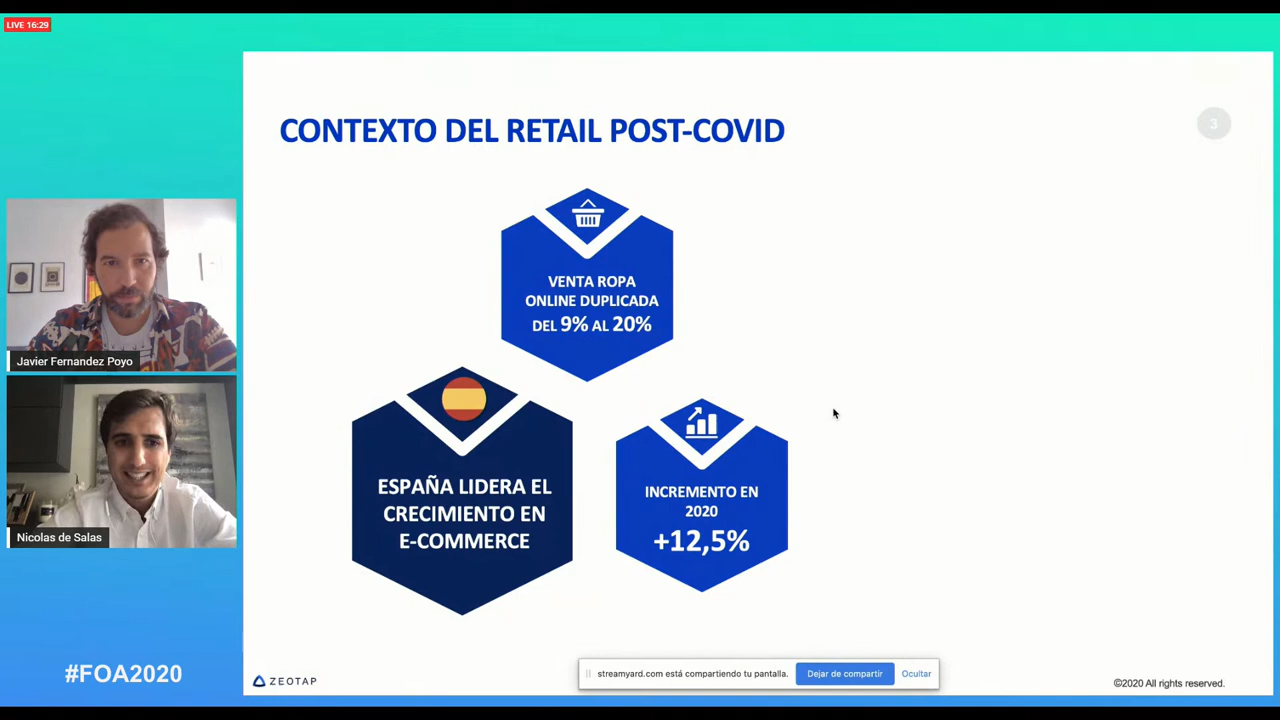 LIVE 16:29
CONTEXTO DEL RETAIL POST-COVID
3
VENTA ROPA
ONLINE DUPLICADA
DEL 9% AL 20%
ESPAÑA LIDERA EL
CRECIMIENTO EN
E-COMMERCE
INCREMENTO EN
2020
+12,5%
Javier Fernandez Poyo
Nicolas de Salas
#FOA2020
ZEOTAP
streamyard.com está compartiendo tu pantalla.
Dejar de compartir
Ocultar
©2020 All rights reserved.